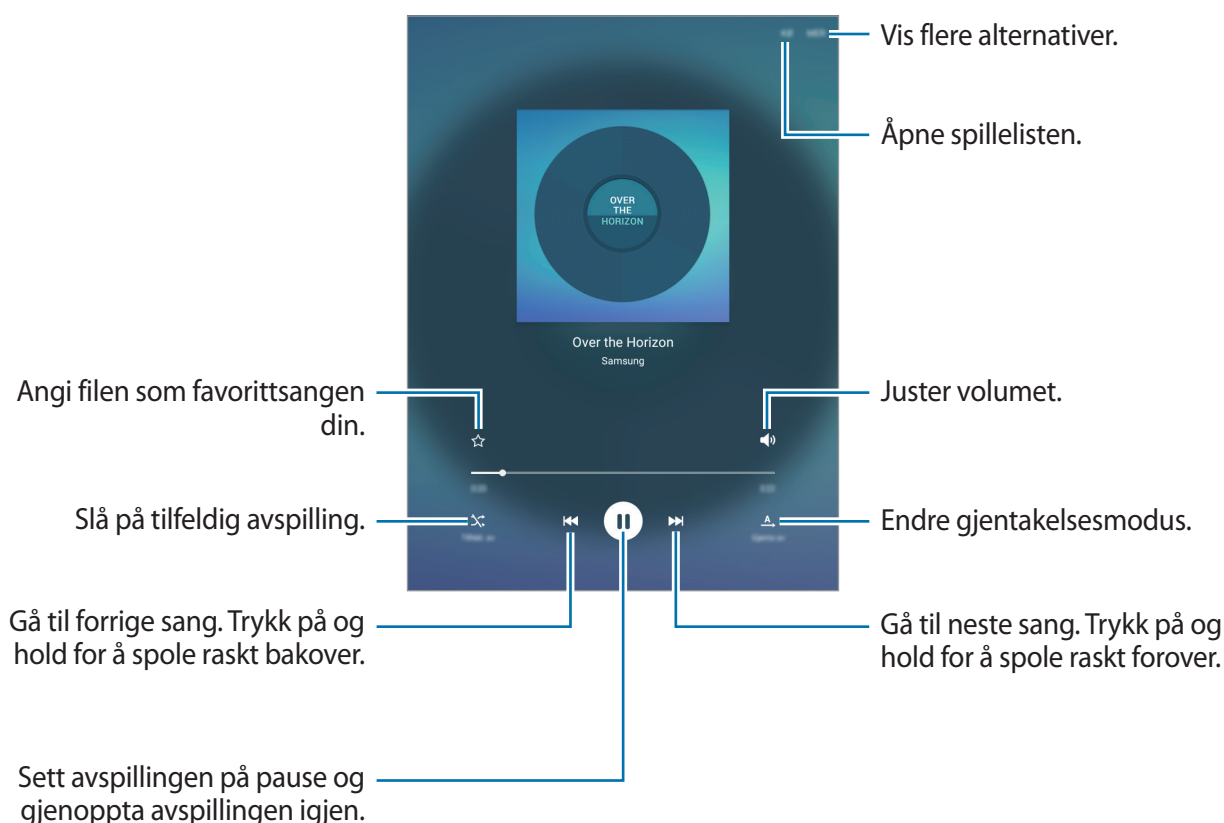 Vis flere alternativer.
Åpne spillelisten.
OVER
THE
HORIZON
Over the Horizon
Samsung
Angi filen som favorittsangen
din.
Juster volumet.
Slå på tilfeldig avspilling.
A
Endre gjentakelsesmodus.
Gå til forrige sang. Trykk på og
hold for å spole raskt bakover.
Gå til neste sang. Trykk på og
hold for å spole raskt forover.
Sett avspillingen på pause og
gjenoppta avspillingen igjen.